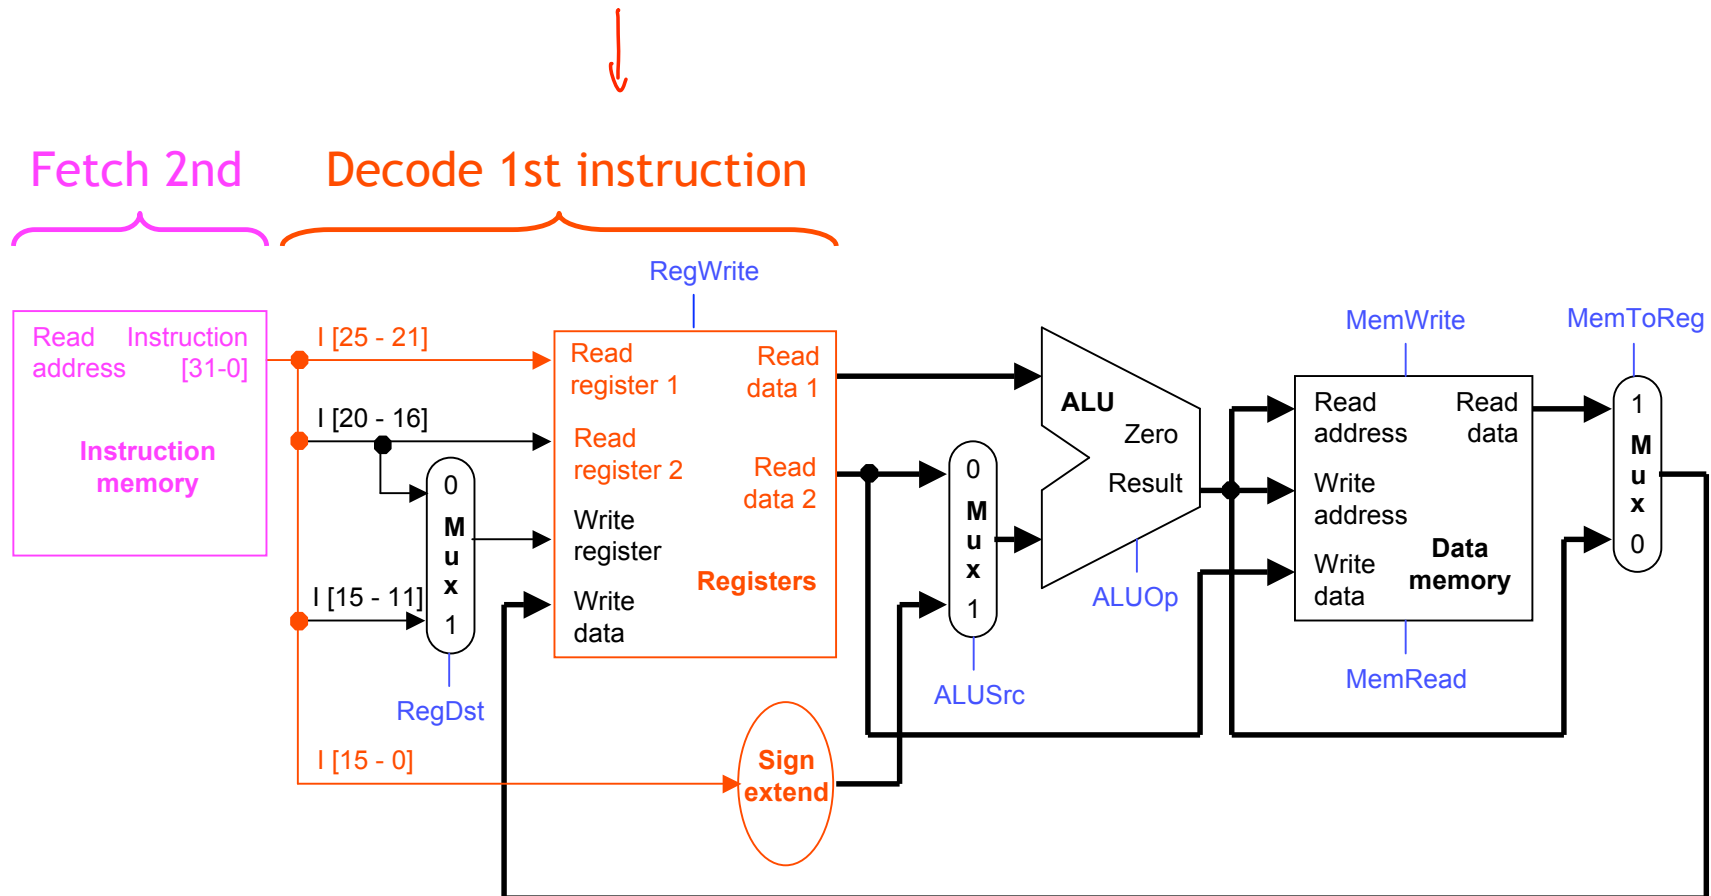 Fetch 2nd
Decode 1st instruction
RegWrite
MemWrite
MemToReg
Read Instruction
address [31-0]
Instruction
memory
I [25 - 21]
I [20 - 16]
I [15 - 11]
I [15 - 0]
0
M
u
x
1
RegDst
Read
register 1
Read
data 1
Read
register 2
Read
data 2
Write
register
Registers
Write
data
Sign
extend
0
M
u
x
1
ALUSrc
ALU
Zero
Result
ALUOp
Read
address
Read
data
Write
address
Write
data
Data
memory
MemRead
1
M
u
x
0